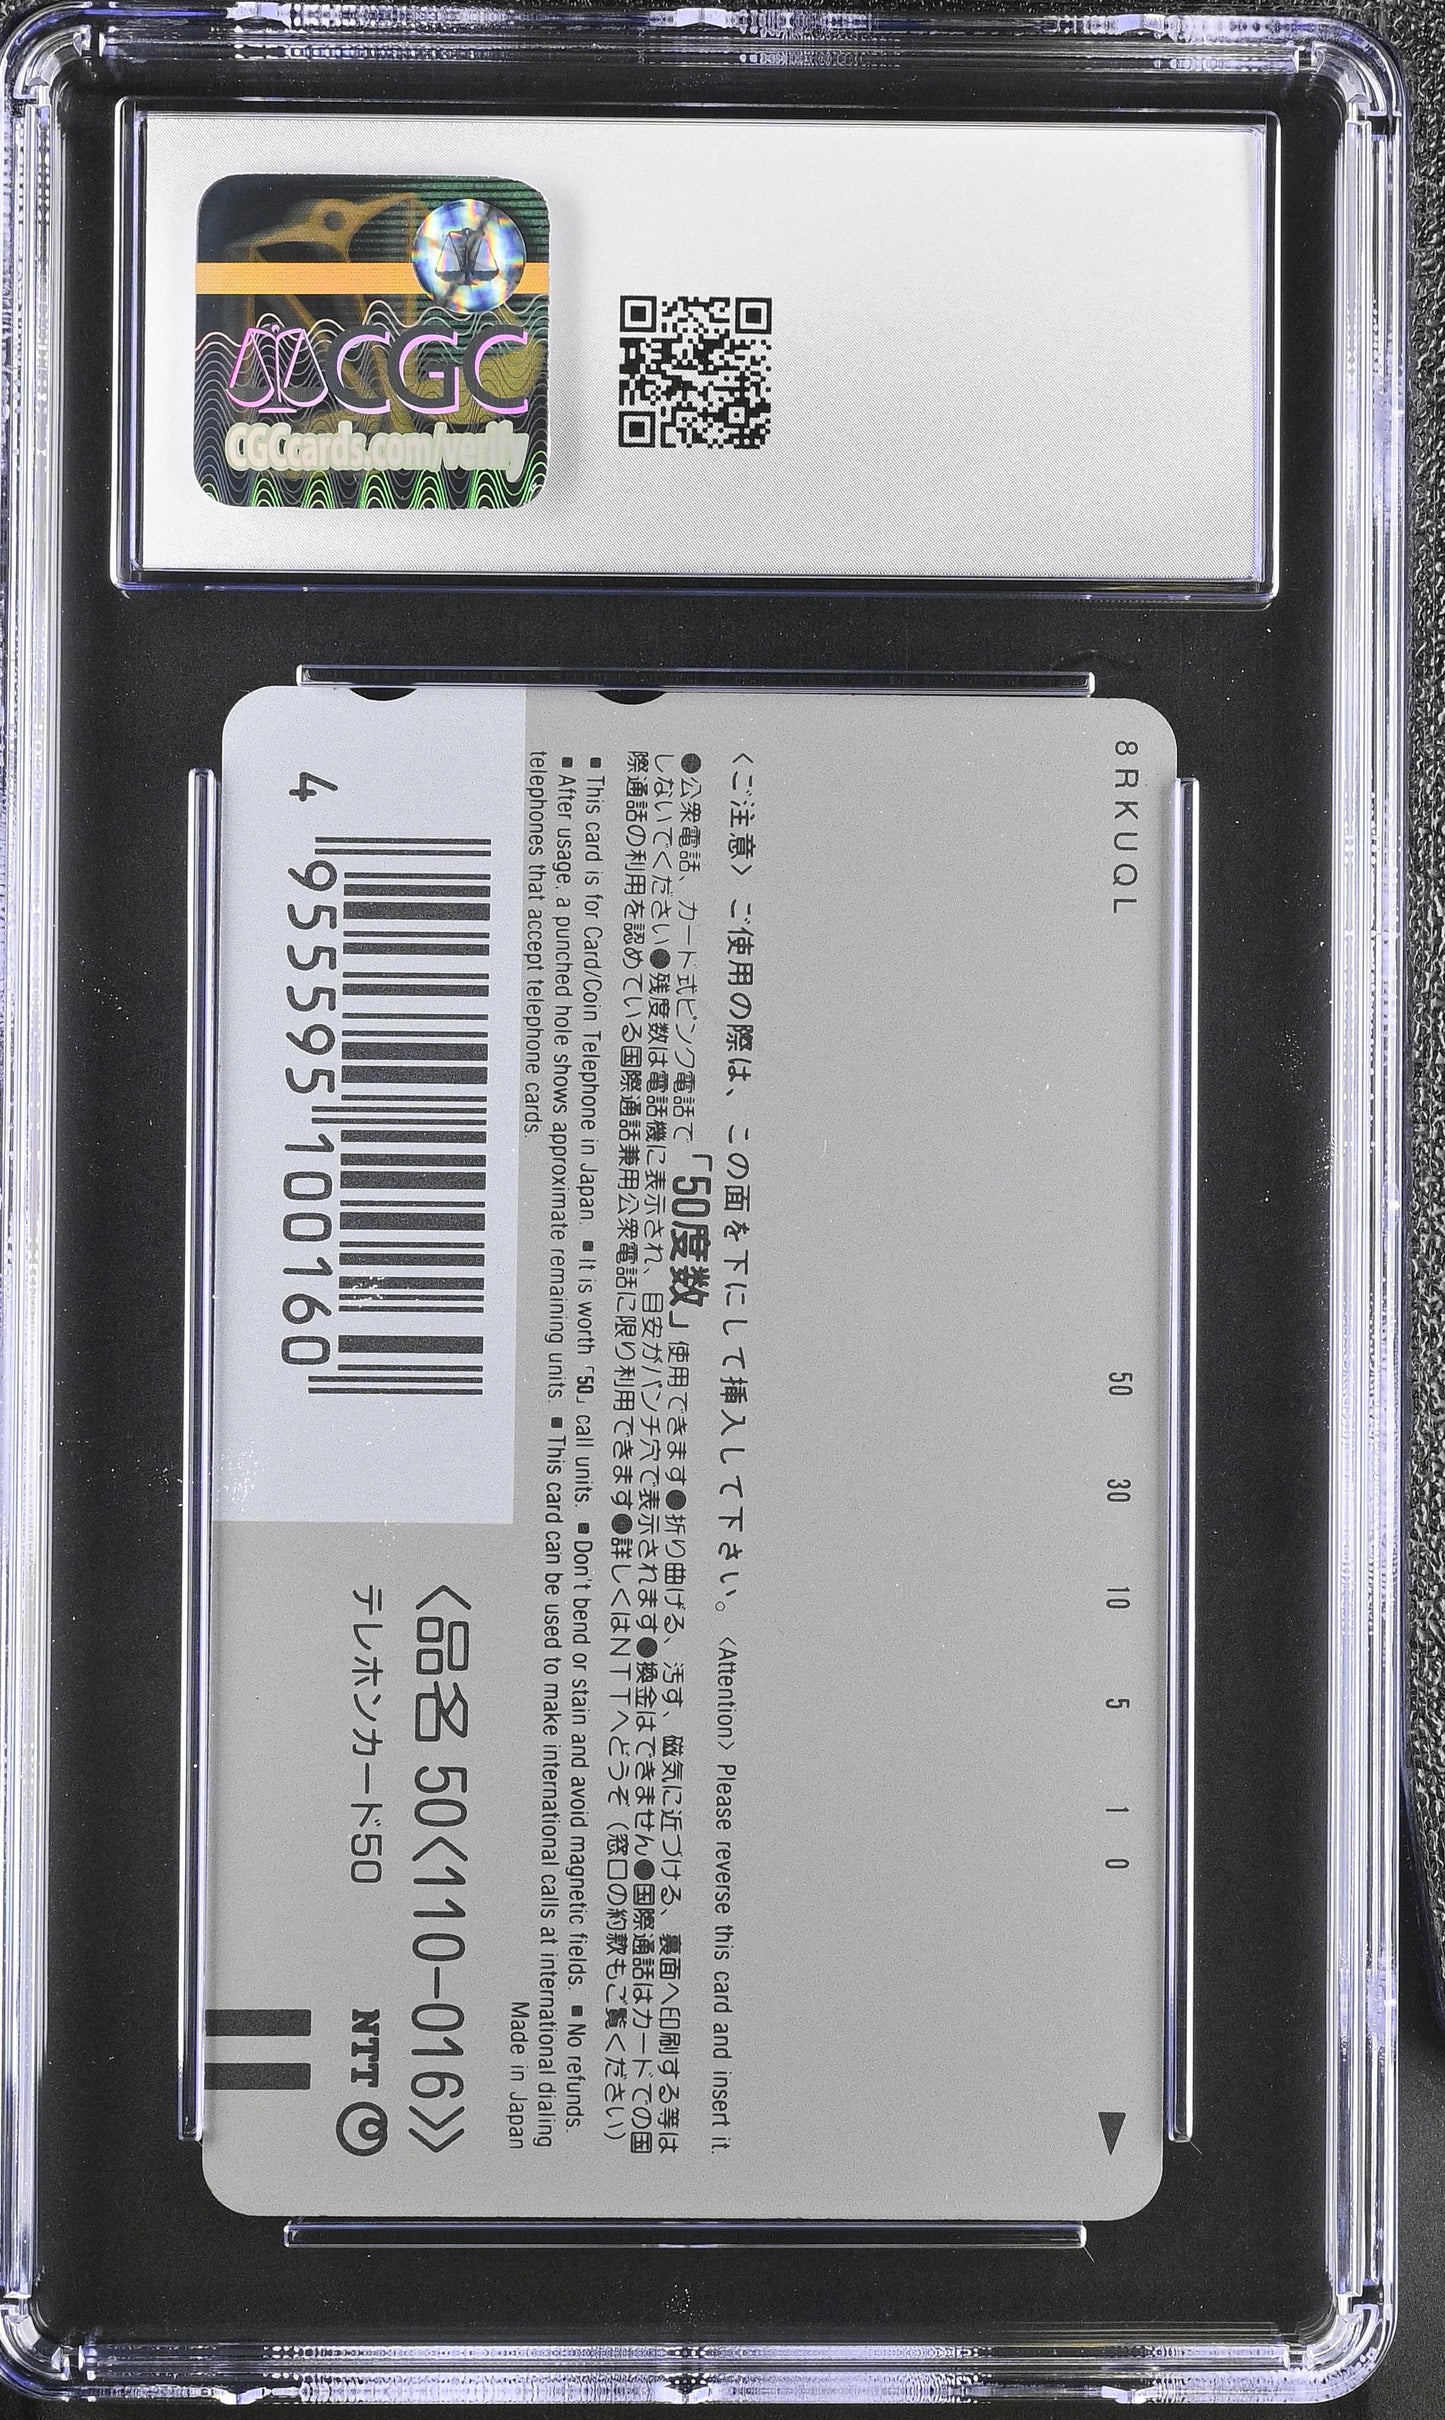 CGC
CGCcards.com/verify
8RKUQL
50 30 10 5 1 0
〈ご注意〉ご使用の際は、この面を下にして挿入して下さい。〈Attention〉Please reverse this card and insert it.
●公衆電話、カード式ピンク電話で「50度数」使用できます●折り曲げる、汚す、磁気に近づける、裏面へ印刷する等は
しないでください●残度数は電話機に表示され、目安がパンチ穴で表示されます●換金はできません●国際通話はカードでの国
際通話の利用を認めている国際通話兼用公衆電話に限り利用できます●詳しくはNTTへどうぞ（窓口の約款もご覧ください）
▪This card is for Card/Coin Telephone in Japan. ▪It is worth「50」call units. ▪Don't bend or stain and avoid magnetic fields. ▪No refunds.
▪After usage, a punched hole shows approximate remaining units. ▪This card can be used to make international calls at international dialing
telephones that accept telephone cards.
Made in Japan
4 955595 100160
〈品名 50〈110-016〉〉
テレホンカード50
NTT